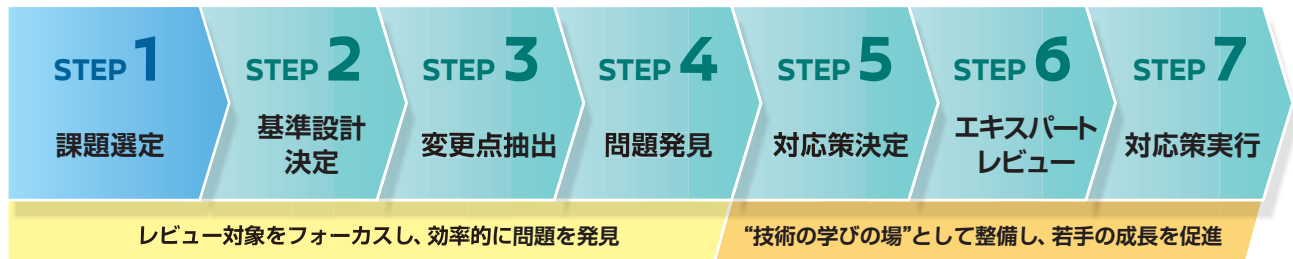 STEP 1
課題選定
STEP 2
基準設計
決定
STEP 3
変更点抽出
STEP 4
問題発見
STEP 5
対応策決定
STEP 6
エキスパート
レビュー
STEP 7
対応策実行
レビュー対象をフォーカスし、効率的に問題を発見
“技術の学びの場”として整備し、若手の成長を促進